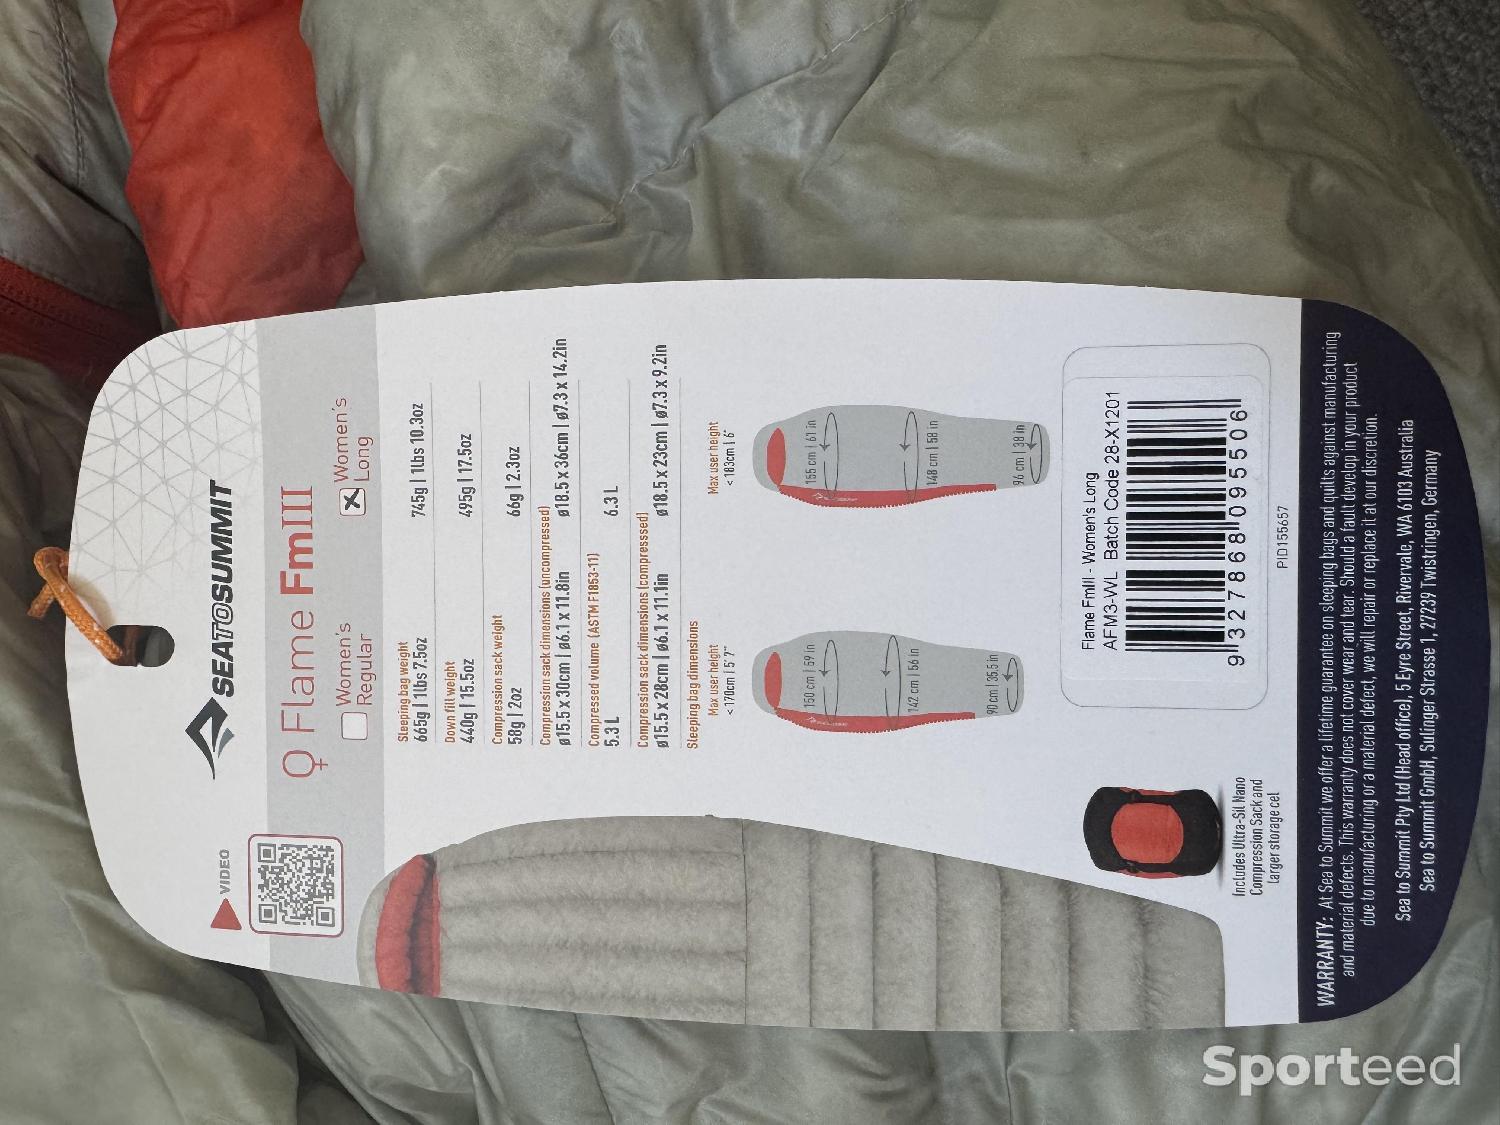 VIDEO
SEA TO SUMMIT
Flame FmIII
Women's Regular
Women's Long
Sleeping bag weight
665g | 1lbs 7.5oz
745g | 1lbs 10.3oz
Down fill weight
440g | 15.5oz
495g | 17.5oz
Compression sack weight
58g | 2oz
66g | 2.3oz
Compression sack dimensions (uncompressed)
ø15.5 x 30cm | ø6.1 x 11.8in
ø18.5 x 36cm | ø7.3 x 14.2in
Compressed volume (ASTM F1853-11)
5.3 L
6.3 L
Compression sack dimensions (compressed)
ø15.5 x 28cm | ø6.1 x 11.1in
ø18.5 x 23cm | ø7.3 x 9.2in
Sleeping bag dimensions
Max user height
< 170cm | 5' 7"
150 cm | 59 in
142 cm | 56 in
90 cm | 35.5 in
Max user height
< 183cm | 6'
155 cm | 61 in
148 cm | 58 in
96 cm | 38 in
Includes Ultra-Sil Nano
Compression Sack and
larger storage cel
Flame FmIII - Women's Long
AFM3-WL Batch Code 28-X1201
9 327868 095506
PID155657
WARRANTY: At Sea to Summit we offer a lifetime guarantee on sleeping bags and quilts against manufacturing
and material defects. This warranty does not cover wear and tear. Should a fault develop in your product
due to manufacturing or a material defect, we will repair or replace it at our discretion.
Sea to Summit Pty Ltd (Head office), 5 Eyre Street, Rivervale, WA 6103 Australia
Sea to Summit GmbH, Sulinger Strasse 1, 27239 Twistringen, Germany
Sporteed